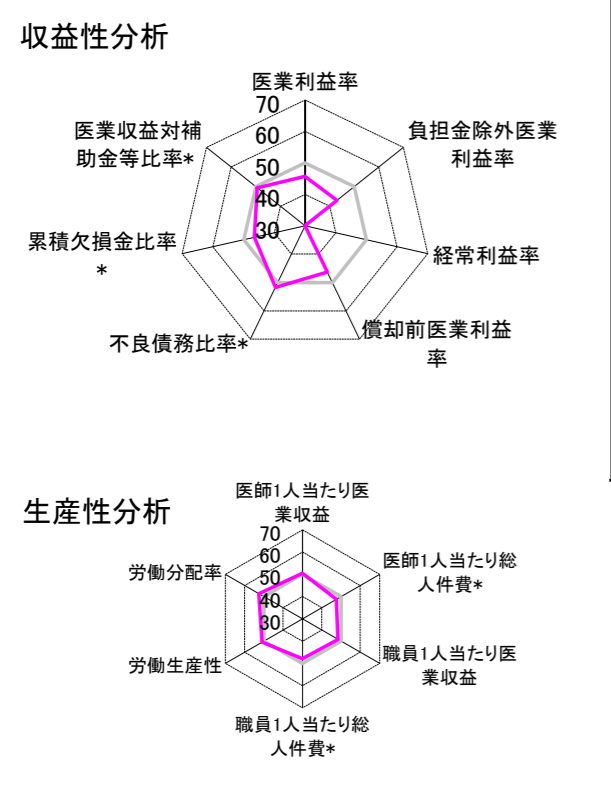 収益性分析
医業利益率
70
60
50
40
30
負担金除外医業
利益率
経常利益率
償却前医業利益
率
不良債務比率*
累積欠損金比率
*
医業収益対補
助金等比率*
生産性分析
医師1人当たり医
業収益
70
60
50
40
30
医師1人当たり総
人件費*
職員1人当たり医
業収益
職員1人当たり総
人件費*
労働生産性
労働分配率